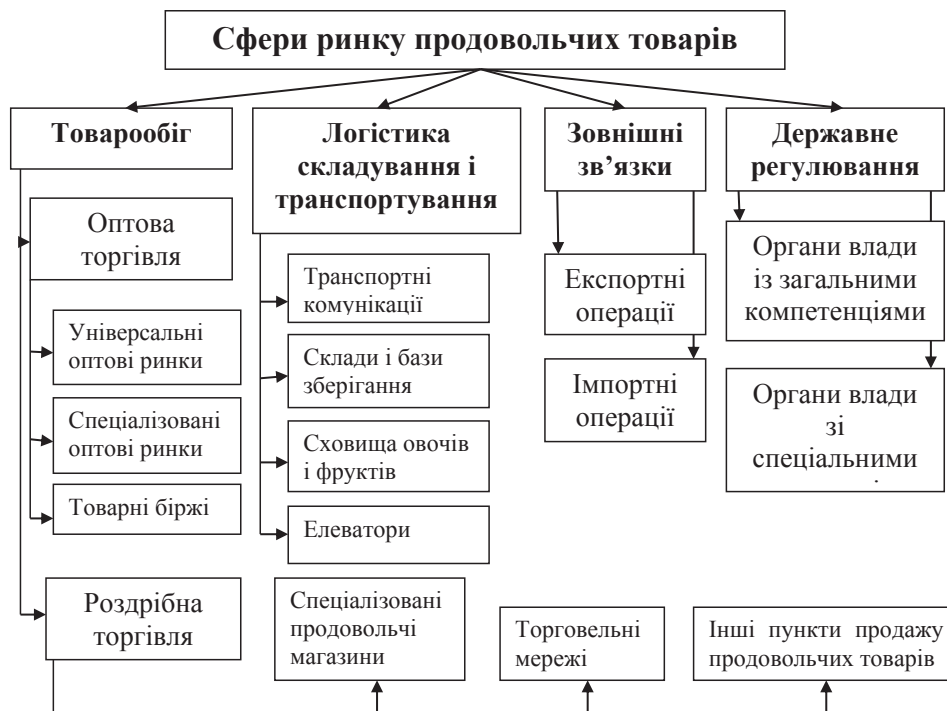 Сфери ринку продовольчих товарів
Товарообіг
Оптова
торгівля
Універсальні
оптові ринки
Спеціалізовані
оптові ринки
Товарні біржі
Роздрібна
торгівля
Логістика
складування і
транспортування
Транспортні
комунікації
Склади і бази
зберігання
Сховища овочів
і фруктів
Елеватори
Спеціалізовані
продовольчі
магазини
Зовнішні
зв’язки
Експортні
операції
Імпортні
операції
Торговельні
мережі
Державне
регулювання
Органи влади
із загальними
компетенціями
Органи влади
зі
спеціальними
Інші пункти продажу
продовольчих товарів